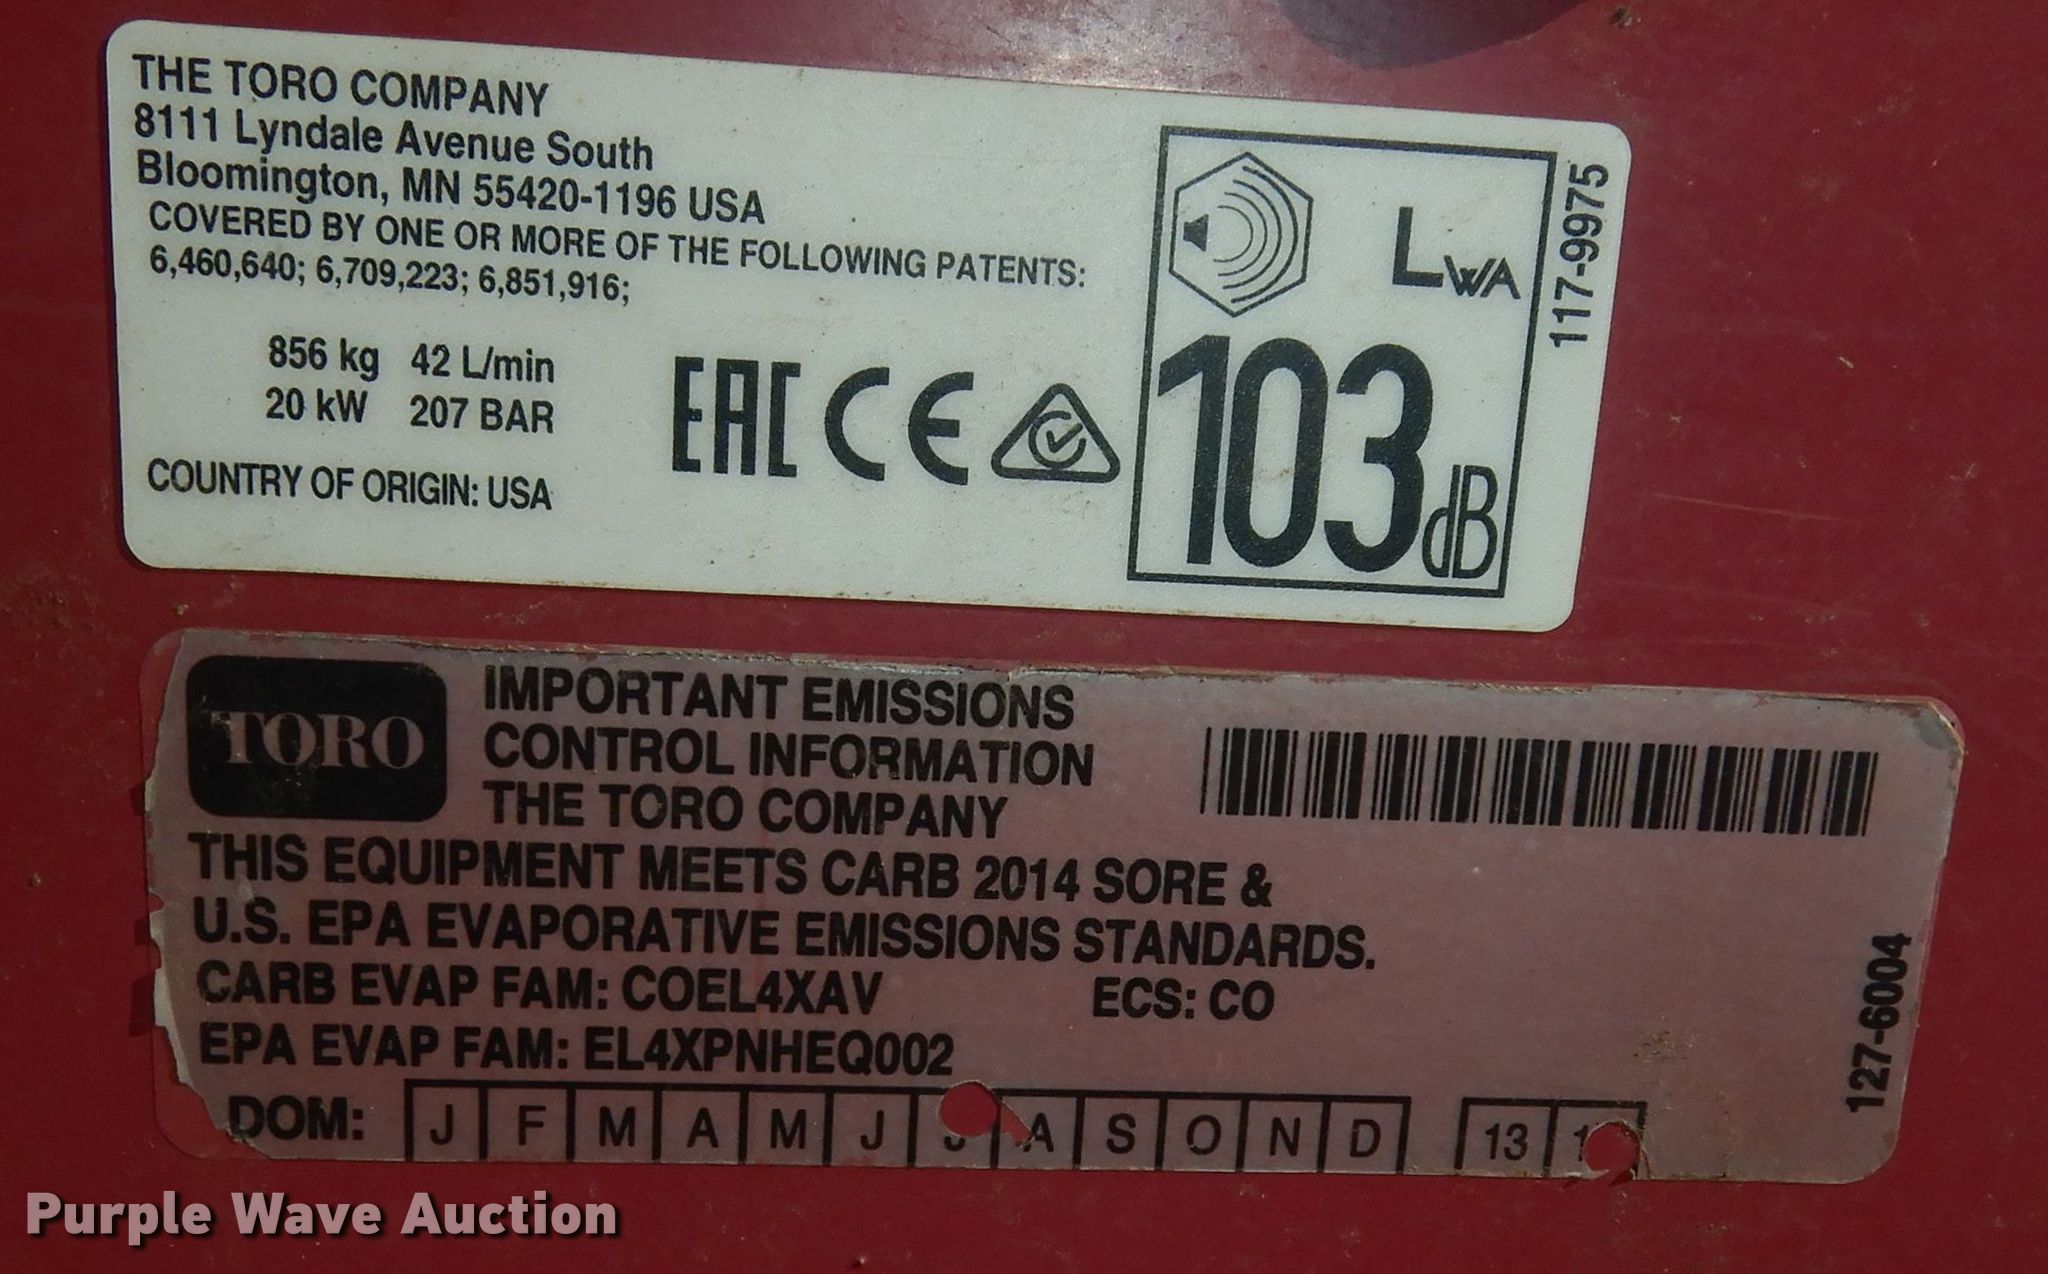 THE TORO COMPANY
8111 Lyndale Avenue South
Bloomington, MN 55420-1196 USA
COVERED BY ONE OR MORE OF THE FOLLOWING PATENTS:
6,460,640; 6,709,223; 6,851,916;
856 kg 42 L/min
20 kW 207 BAR
COUNTRY OF ORIGIN: USA
EAC CE
LWA
103 dB
117-9975
TORO
IMPORTANT EMISSIONS
CONTROL INFORMATION
THE TORO COMPANY
THIS EQUIPMENT MEETS CARB 2014 SORE &
U.S. EPA EVAPORATIVE EMISSIONS STANDARDS.
CARB EVAP FAM: COEL4XAV ECS: CO
EPA EVAP FAM: EL4XPNHEQ002
DOM: J F M A M J J A S O N D 13
127-6004
Purple Wave Auction